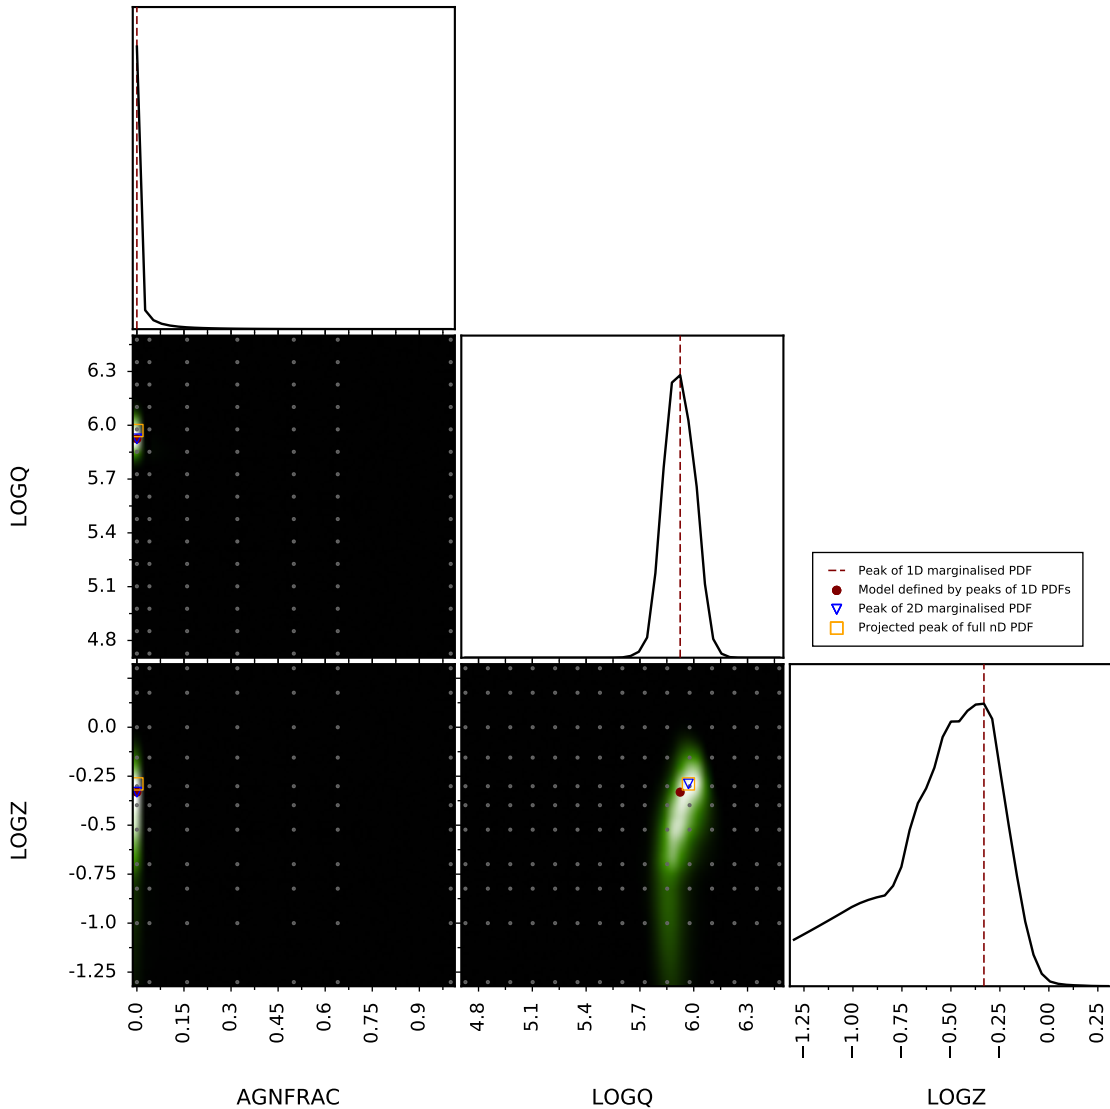 6.3
6.0
5.7
5.4
5.1
4.8
LOGQ
Peak of 1D marginalised PDF
Model defined by peaks of 1D PDFs
Peak of 2D marginalised PDF
Projected peak of full nD PDF
0.0
-0.25
-0.5
-0.75
-1.0
-1.25
LOGZ
0.0 0.15 0.3 0.45 0.6 0.75 0.9
4.8 5.1 5.4 5.7 6.0 6.3
−1.25 −1.00 −0.75 −0.50 −0.25 0.00 0.25
AGNFRAC LOGQ LOGZ